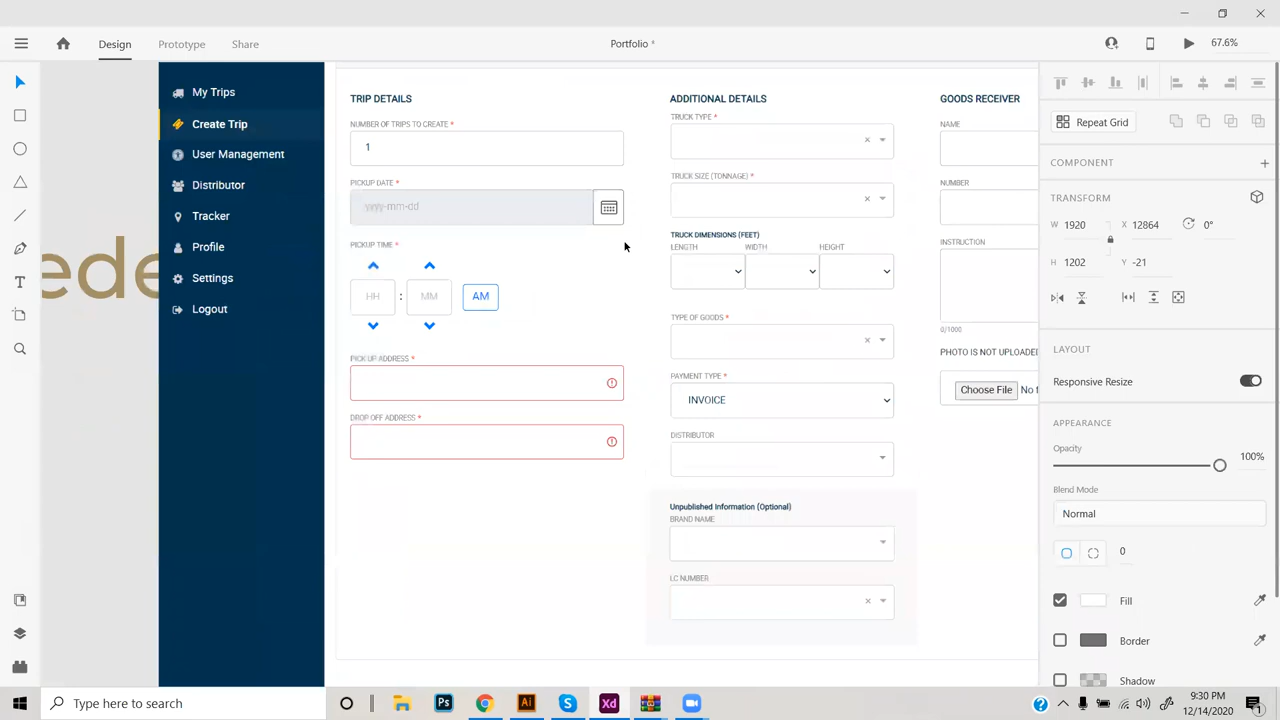 Design
Prototype
Share
Portfolio *
67.6%
My Trips
Create Trip
User Management
Distributor
Tracker
Profile
Settings
Logout
ede
TRIP DETAILS
NUMBER OF TRIPS TO CREATE *
1
PICKUP DATE *
yyyy-mm-dd
PICKUP TIME *
HH : MM AM
PICK UP ADDRESS *
DROP OFF ADDRESS *
ADDITIONAL DETAILS
TRUCK TYPE *
TRUCK SIZE (TONNAGE) *
TRUCK DIMENSIONS (FEET)
LENGTH WIDTH HEIGHT
TYPE OF GOODS *
PAYMENT TYPE *
INVOICE
DISTRIBUTOR
Unpublished Information (Optional)
BRAND NAME
LC NUMBER
GOODS RECEIVER
NAME
NUMBER
INSTRUCTION
0/1000
PHOTO IS NOT UPLOADE
Choose File No f
Repeat Grid
COMPONENT
TRANSFORM
W 1920 X 12864 0°
H 1202 Y -21
LAYOUT
Responsive Resize
APPEARANCE
Opacity
100%
Blend Mode
Normal
0
Fill
Border
Shadow
Type here to search
Ps
Ai
Xd
9:30 PM
12/14/2020
1